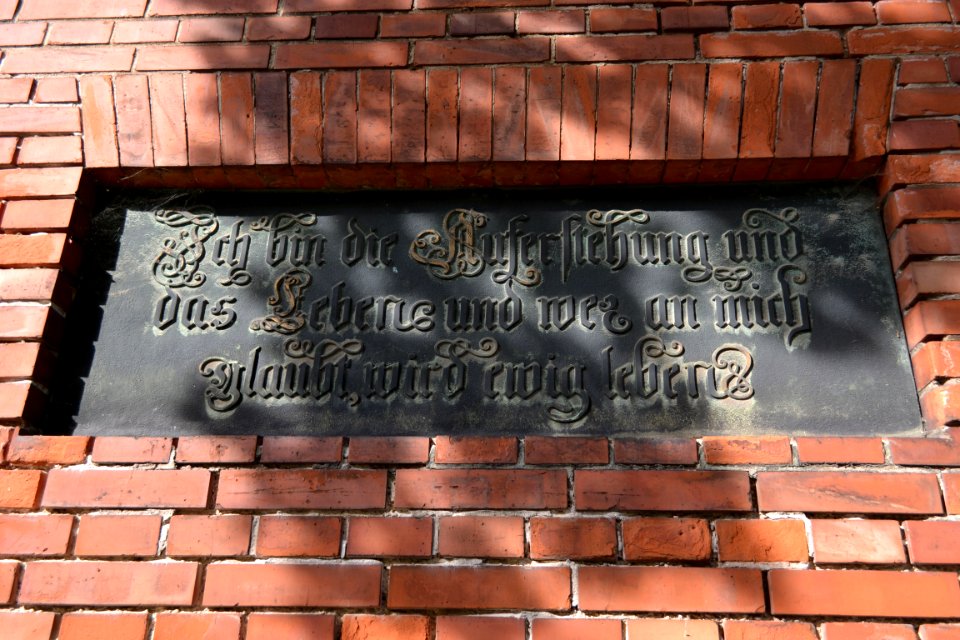 Ich bin die Auferstehung und
das Leben und wer an mich
glaubt, wird ewig leben